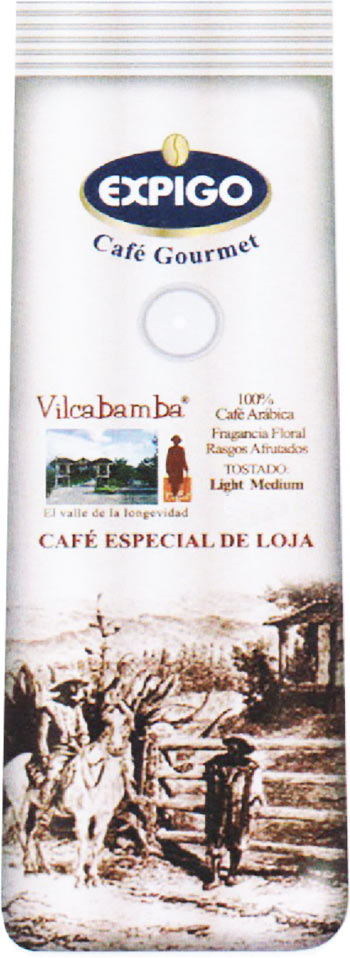 EXPIGO
Café Gourmet
Vilcabamba®
El valle de la longevidad
100%
Café Arábica
Fragancia Floral
Rasgos Afrutados
TOSTADO:
Light Medium
CAFÉ ESPECIAL DE LOJA